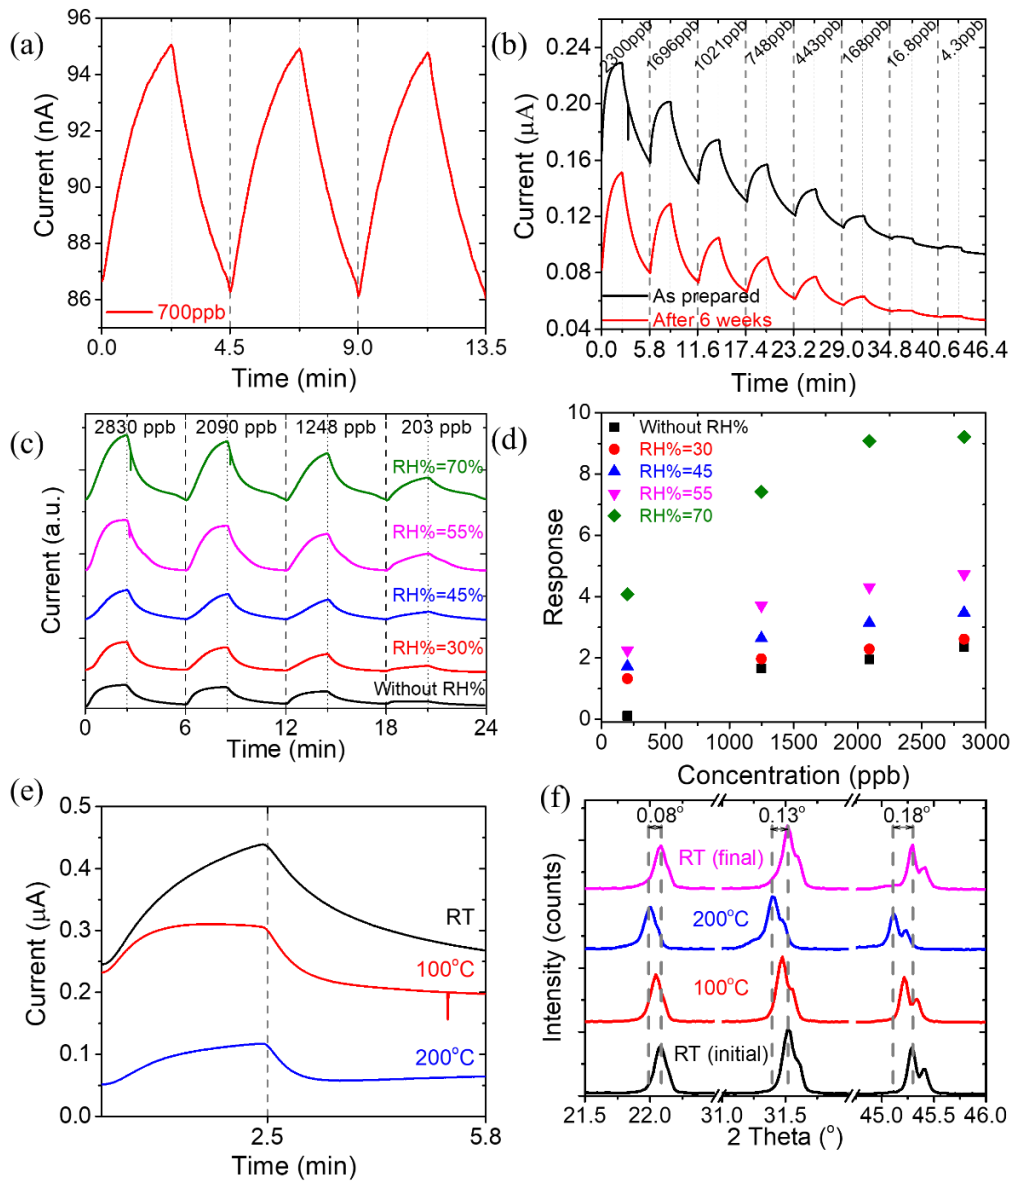 (a)
96
94
92
90
88
86
Current (nA)
700ppb
0.0 4.5 9.0 13.5
Time (min)
(b)
2300ppb 1696ppb 1021ppb 748ppb 443ppb 168ppb 16.8ppb 4.3ppb
0.24
0.20
0.16
0.12
0.08
0.04
Current (μA)
As prepared
After 6 weeks
0.0 5.8 11.6 17.4 23.2 29.0 34.8 40.6 46.4
Time (min)
(c)
2830 ppb 2090 ppb 1248 ppb 203 ppb
RH%=70%
RH%=55%
RH%=45%
RH%=30%
Without RH%
Current (a.u.)
0 6 12 18 24
Time (min)
(d)
10
8
6
4
2
0
Response
Without RH%
RH%=30
RH%=45
RH%=55
RH%=70
0 500 1000 1500 2000 2500 3000
Concentration (ppb)
(e)
0.5
0.4
0.3
0.2
0.1
0.0
Current (μA)
RT
100°C
200°C
2.5 5.8
Time (min)
(f)
0.08° 0.13° 0.18°
RT (final)
200°C
100°C
RT (initial)
Intensity (counts)
21.5 22.0 31.0 31.5 45.0 45.5 46.0
2 Theta (°)